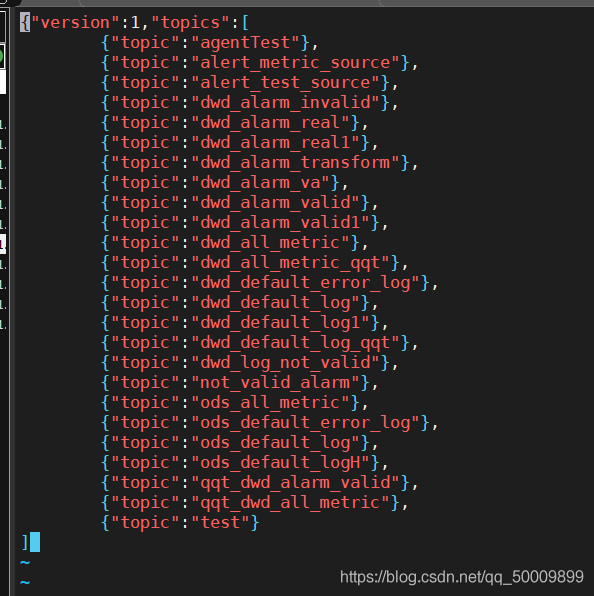 {"version":1,"topics":[
{"topic":"agentTest"},
{"topic":"alert_metric_source"},
{"topic":"alert_test_source"},
{"topic":"dwd_alarm_invalid"},
{"topic":"dwd_alarm_real"},
{"topic":"dwd_alarm_real1"},
{"topic":"dwd_alarm_transform"},
{"topic":"dwd_alarm_va"},
{"topic":"dwd_alarm_valid"},
{"topic":"dwd_alarm_valid1"},
{"topic":"dwd_all_metric"},
{"topic":"dwd_all_metric_qqt"},
{"topic":"dwd_default_error_log"},
{"topic":"dwd_default_log"},
{"topic":"dwd_default_log1"},
{"topic":"dwd_default_log_qqt"},
{"topic":"dwd_log_not_valid"},
{"topic":"not_valid_alarm"},
{"topic":"ods_all_metric"},
{"topic":"ods_default_error_log"},
{"topic":"ods_default_log"},
{"topic":"ods_default_logH"},
{"topic":"qqt_dwd_alarm_valid"},
{"topic":"qqt_dwd_all_metric"},
{"topic":"test"}
]
~
~
https://blog.csdn.net/qq_50009899